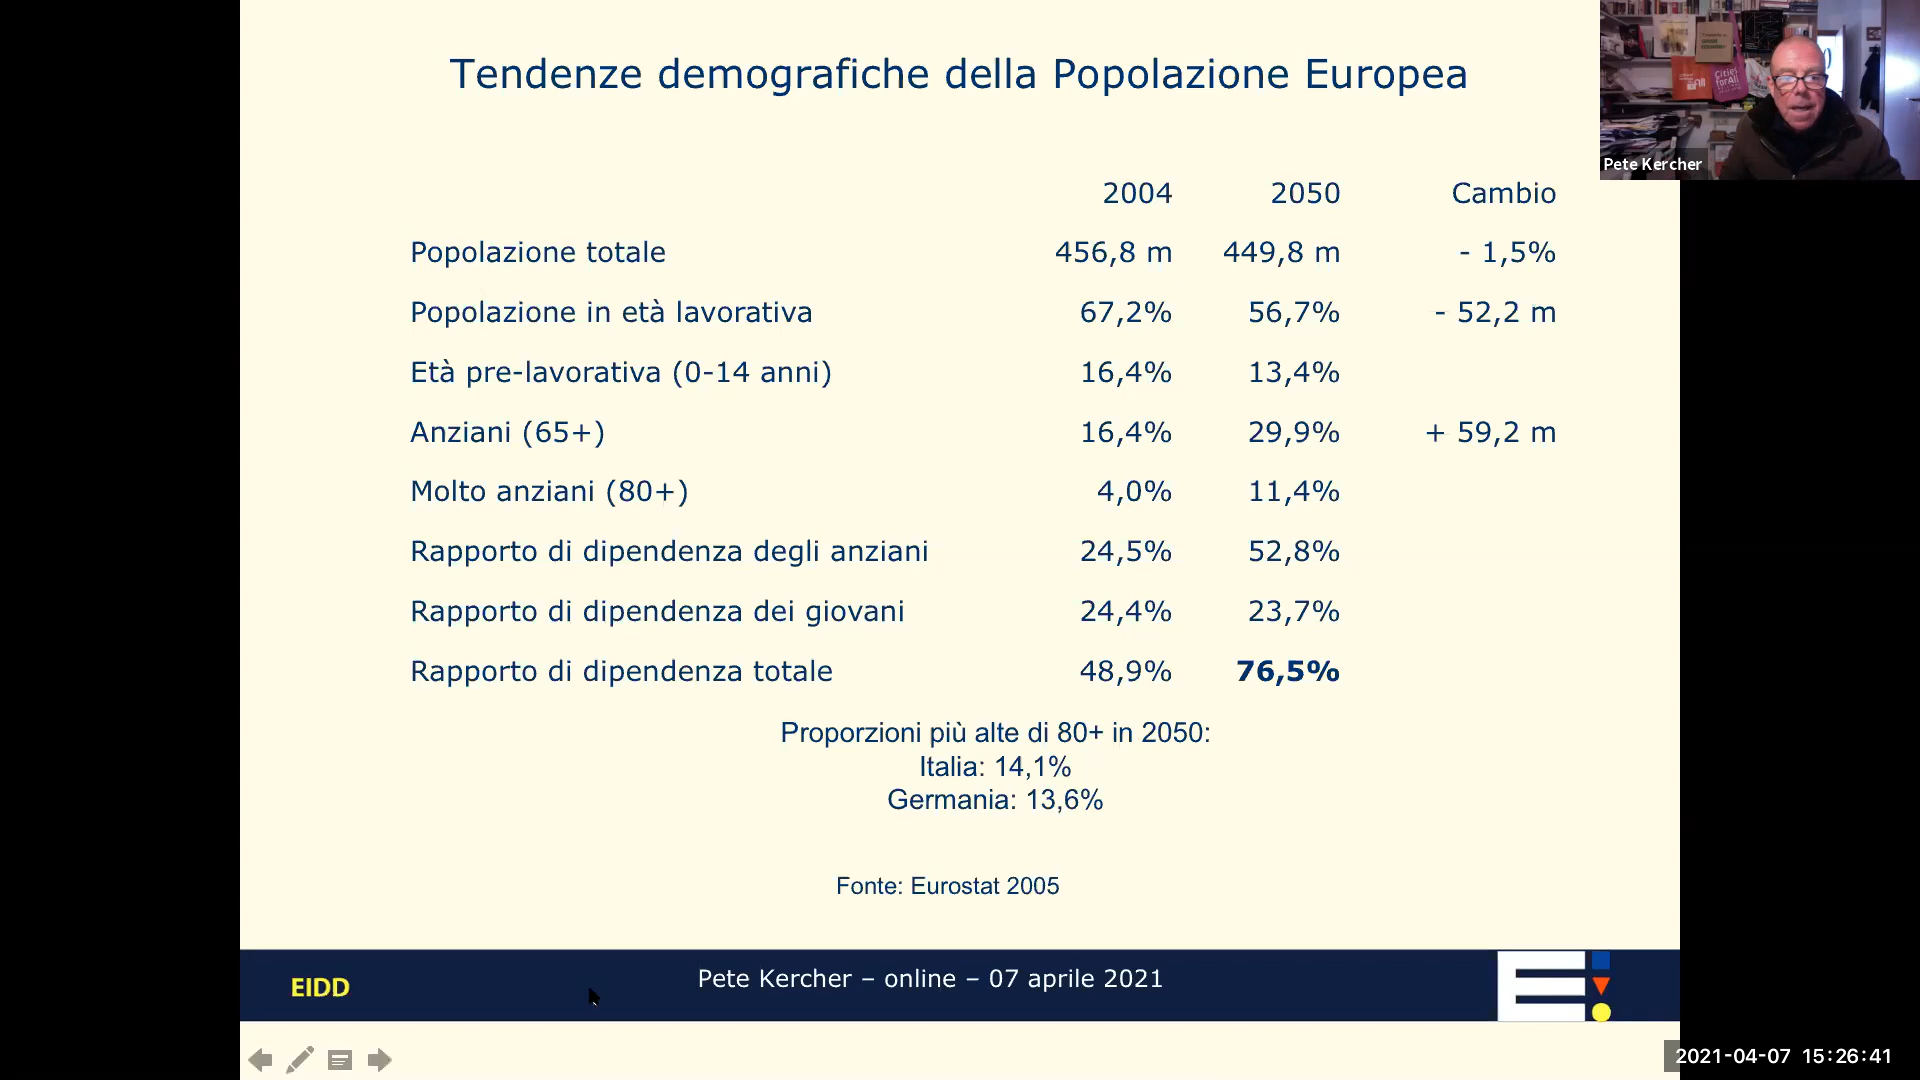 Tendenze demografiche della Popolazione Europea
2004 2050 Cambio
Popolazione totale 456,8 m 449,8 m - 1,5%
Popolazione in età lavorativa 67,2% 56,7% - 52,2 m
Età pre-lavorativa (0-14 anni) 16,4% 13,4%
Anziani (65+) 16,4% 29,9% + 59,2 m
Molto anziani (80+) 4,0% 11,4%
Rapporto di dipendenza degli anziani 24,5% 52,8%
Rapporto di dipendenza dei giovani 24,4% 23,7%
Rapporto di dipendenza totale 48,9% 76,5%
Proporzioni più alte di 80+ in 2050:
Italia: 14,1%
Germania: 13,6%
Fonte: Eurostat 2005
EIDD
Pete Kercher – online – 07 aprile 2021
Cities
forAll
Pete Kercher
2021-04-07 15:26:41